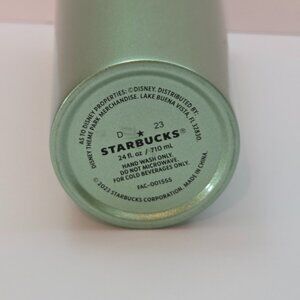 AS TO DISNEY PROPERTIES: ©DISNEY. DISTRIBUTED BY:
DISNEY THEME PARK MERCHANDISE. LAKE BUENA VISTA, FL 32830
D ★ 23
STARBUCKS®
24 fl. oz / 710 mL
HAND WASH ONLY.
DO NOT MICROWAVE.
FOR COLD BEVERAGES ONLY.
FAC-001555
© 2023 STARBUCKS CORPORATION. MADE IN CHINA.